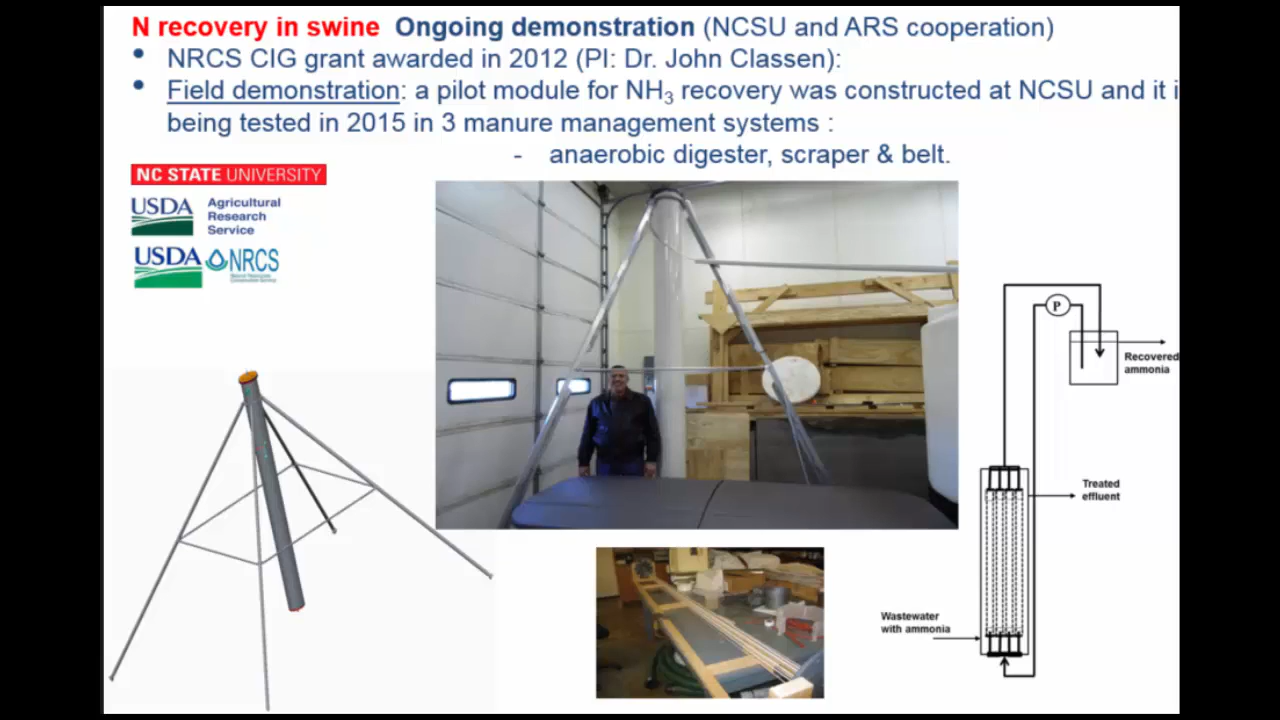 N recovery in swine Ongoing demonstration (NCSU and ARS cooperation)
• NRCS CIG grant awarded in 2012 (PI: Dr. John Classen):
• Field demonstration: a pilot module for NH3 recovery was constructed at NCSU and it i
being tested in 2015 in 3 manure management systems :
- anaerobic digester, scraper & belt.
NC STATE UNIVERSITY
USDA Agricultural
Research
Service
USDA NRCS
P
Recovered
ammonia
Treated
effluent
Wastewater
with ammonia